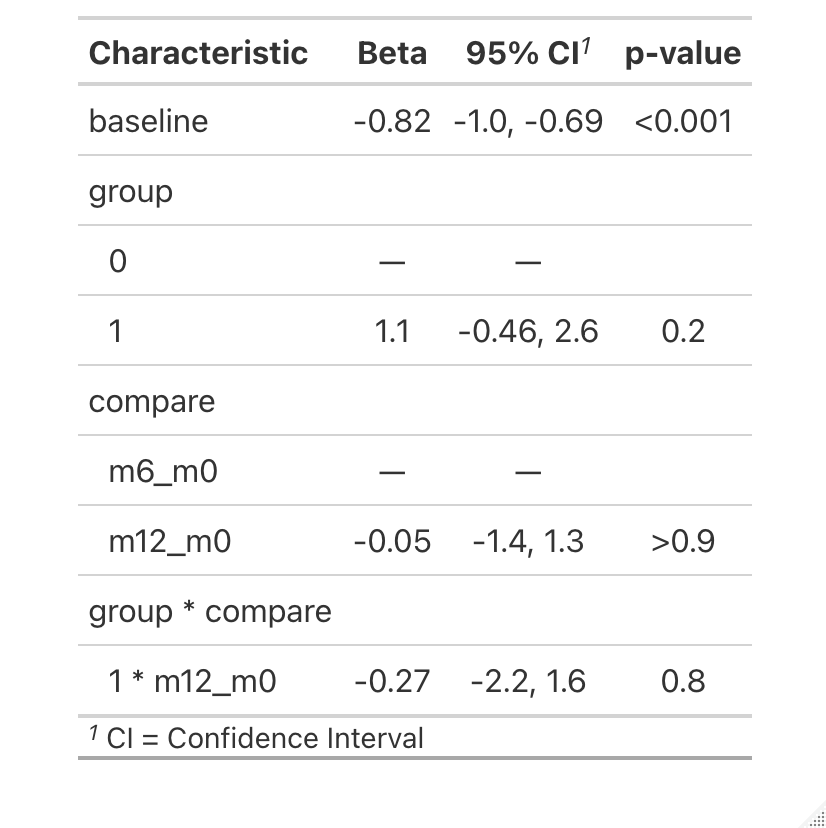 Characteristic Beta 95% CI¹ p-value
baseline -0.82 -1.0, -0.69 <0.001
group
0 — —
1 1.1 -0.46, 2.6 0.2
compare
m6_m0 — —
m12_m0 -0.05 -1.4, 1.3 >0.9
group * compare
1 * m12_m0 -0.27 -2.2, 1.6 0.8
¹ CI = Confidence Interval